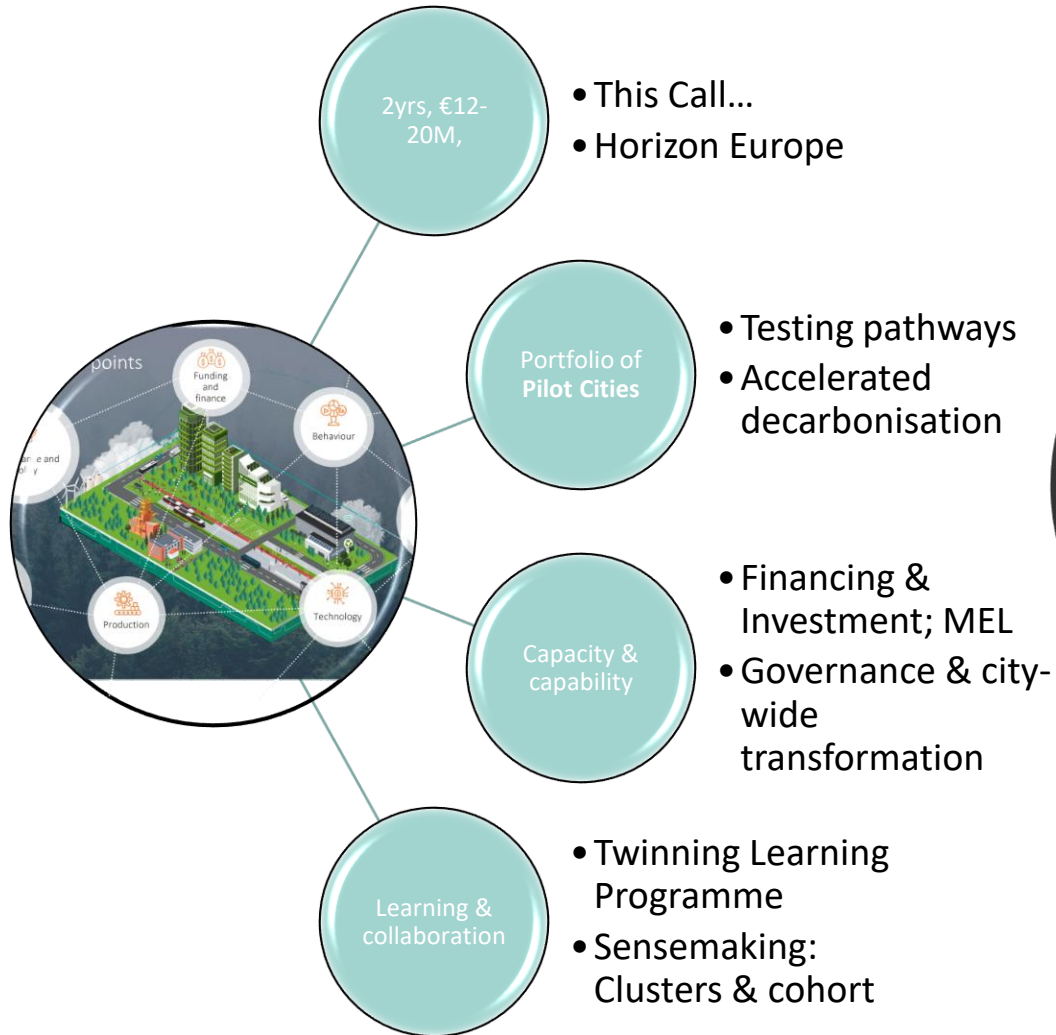 2yrs, €12-
20M,
• This Call…
• Horizon Europe
points
Funding
and
finance
Behaviour
Production
Technology
Portfolio of
Pilot Cities
• Testing pathways
• Accelerated
decarbonisation
Capacity &
capability
• Financing &
Investment; MEL
• Governance & city-
wide
transformation
Learning &
collaboration
• Twinning Learning
Programme
• Sensemaking:
Clusters & cohort